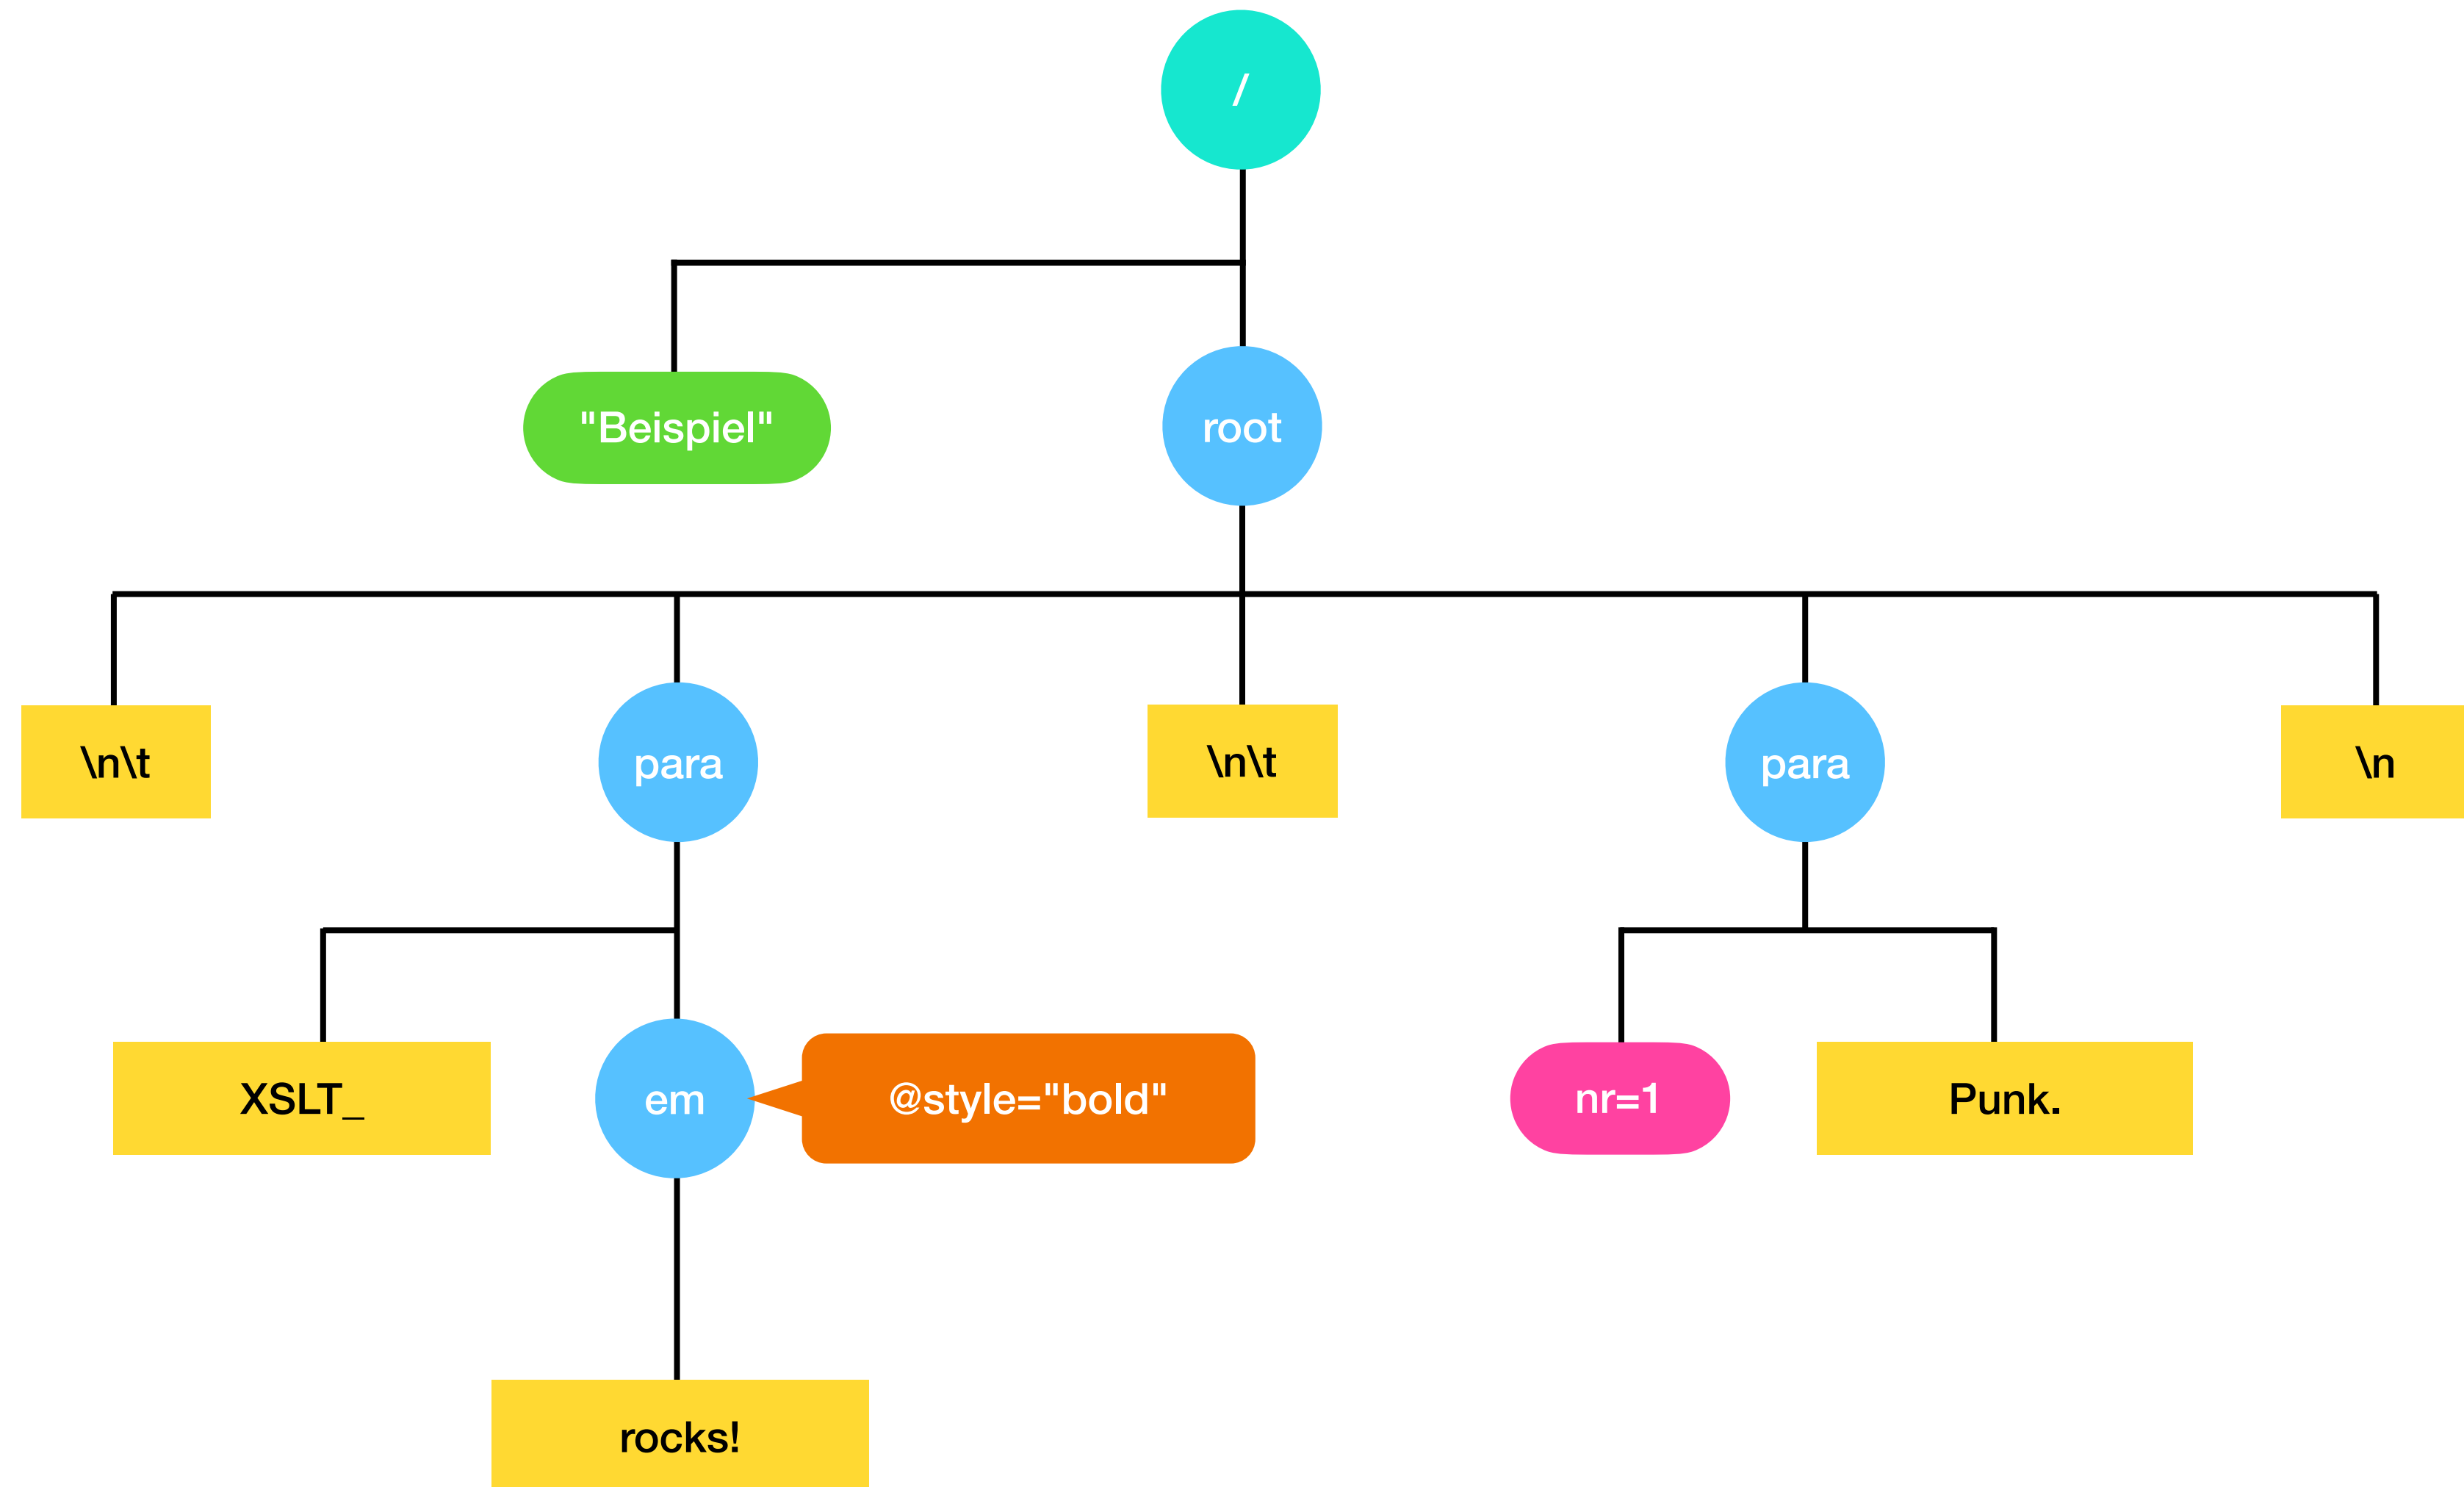 /
"Beispiel"
root
\n\t
para
\n\t
para
\n
XSLT_
em
@style="bold"
nr=1
Punk.
rocks!